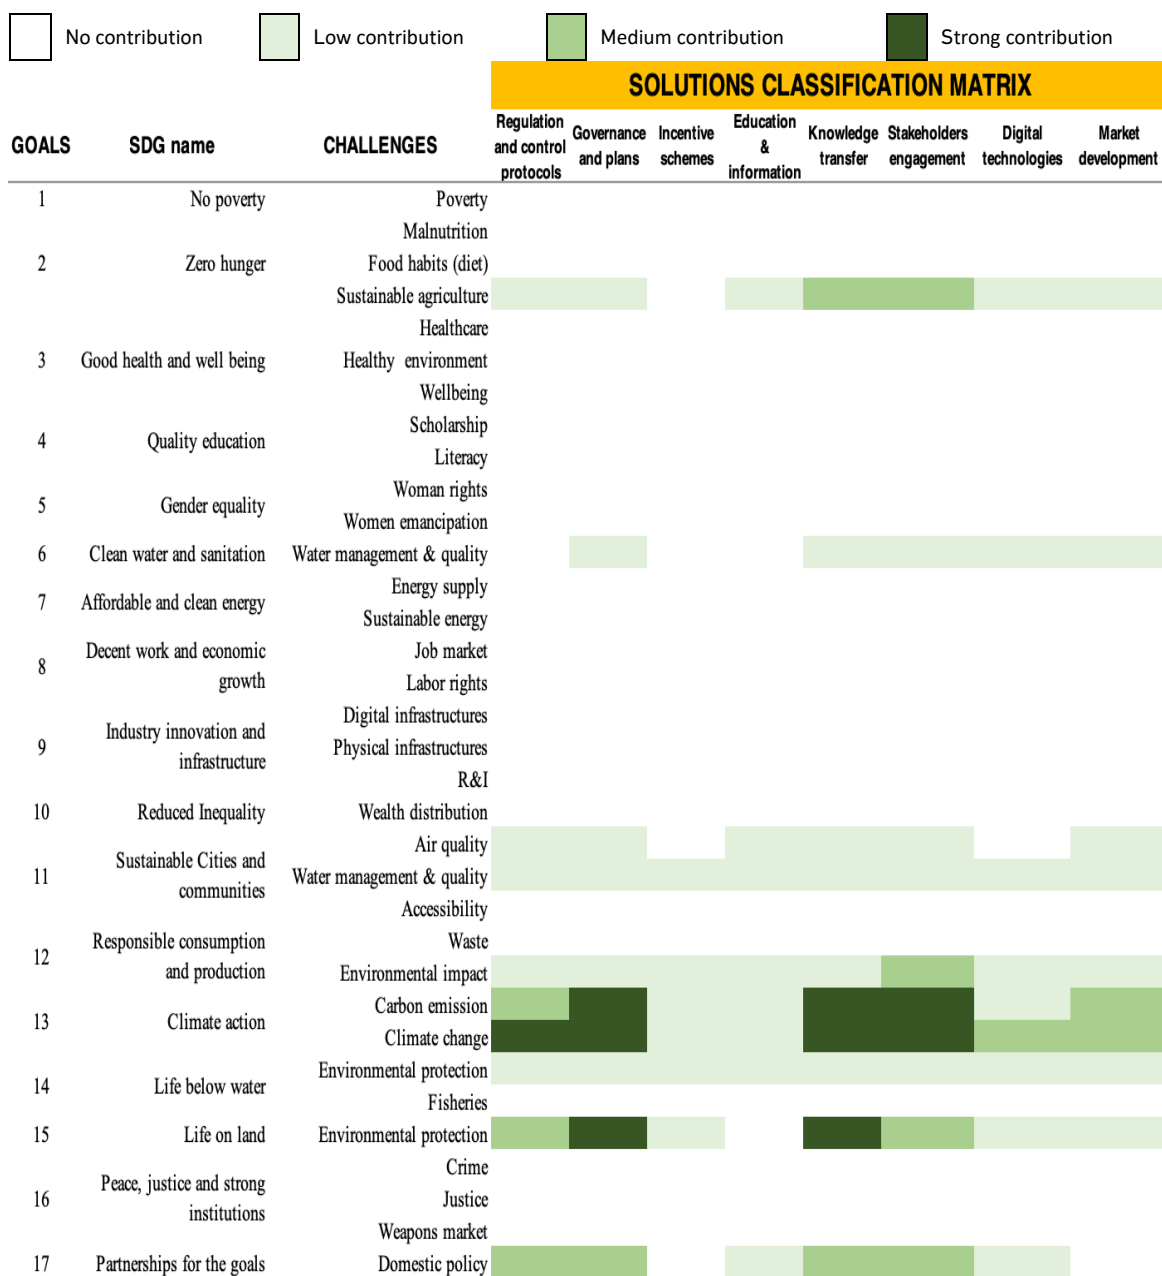 No contribution Low contribution Medium contribution Strong contribution
SOLUTIONS CLASSIFICATION MATRIX
GOALS SDG name CHALLENGES Regulation and control protocols Governance and plans Incentive schemes Education & information Knowledge transfer Stakeholders engagement Digital technologies Market development
1 No poverty Poverty
Malnutrition
2 Zero hunger Food habits (diet)
Sustainable agriculture
Healthcare
3 Good health and well being Healthy environment
Wellbeing
Scholarship
4 Quality education
Literacy
Woman rights
5 Gender equality
Women emancipation
6 Clean water and sanitation Water management & quality
Energy supply
7 Affordable and clean energy
Sustainable energy
Decent work and economic Job market
8
growth Labor rights
Digital infrastructures
Industry innovation and
9 Physical infrastructures
infrastructure
R&I
10 Reduced Inequality Wealth distribution
Air quality
Sustainable Cities and
11 Water management & quality
communities
Accessibility
Responsible consumption Waste
12
and production Environmental impact
Carbon emission
13 Climate action
Climate change
Environmental protection
14 Life below water
Fisheries
15 Life on land Environmental protection
Crime
Peace, justice and strong
16 Justice
institutions
Weapons market
17 Partnerships for the goals Domestic policy